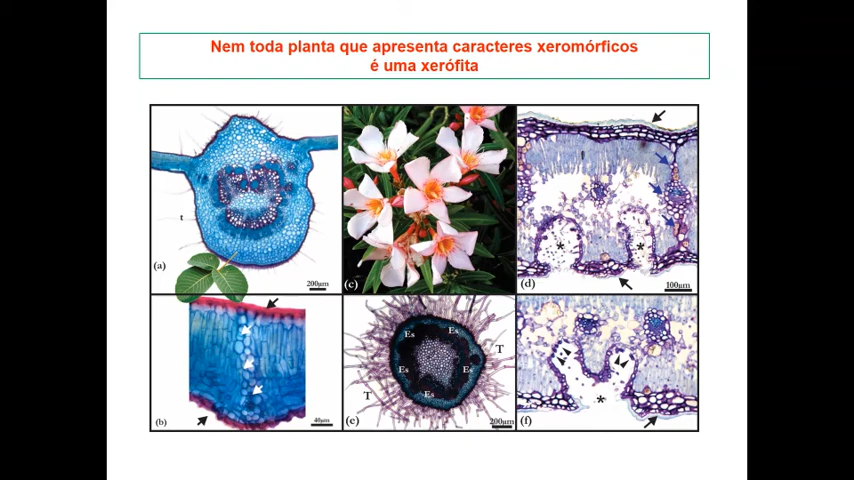 Nem toda planta que apresenta caracteres xeromórficos
é uma xerófita
t
(a)
200µm
(c)
*
*
(d)
100µm
(b)
40µm
Es
Es
Es
Es
Es
T
T
(e)
200µm
*
(f)